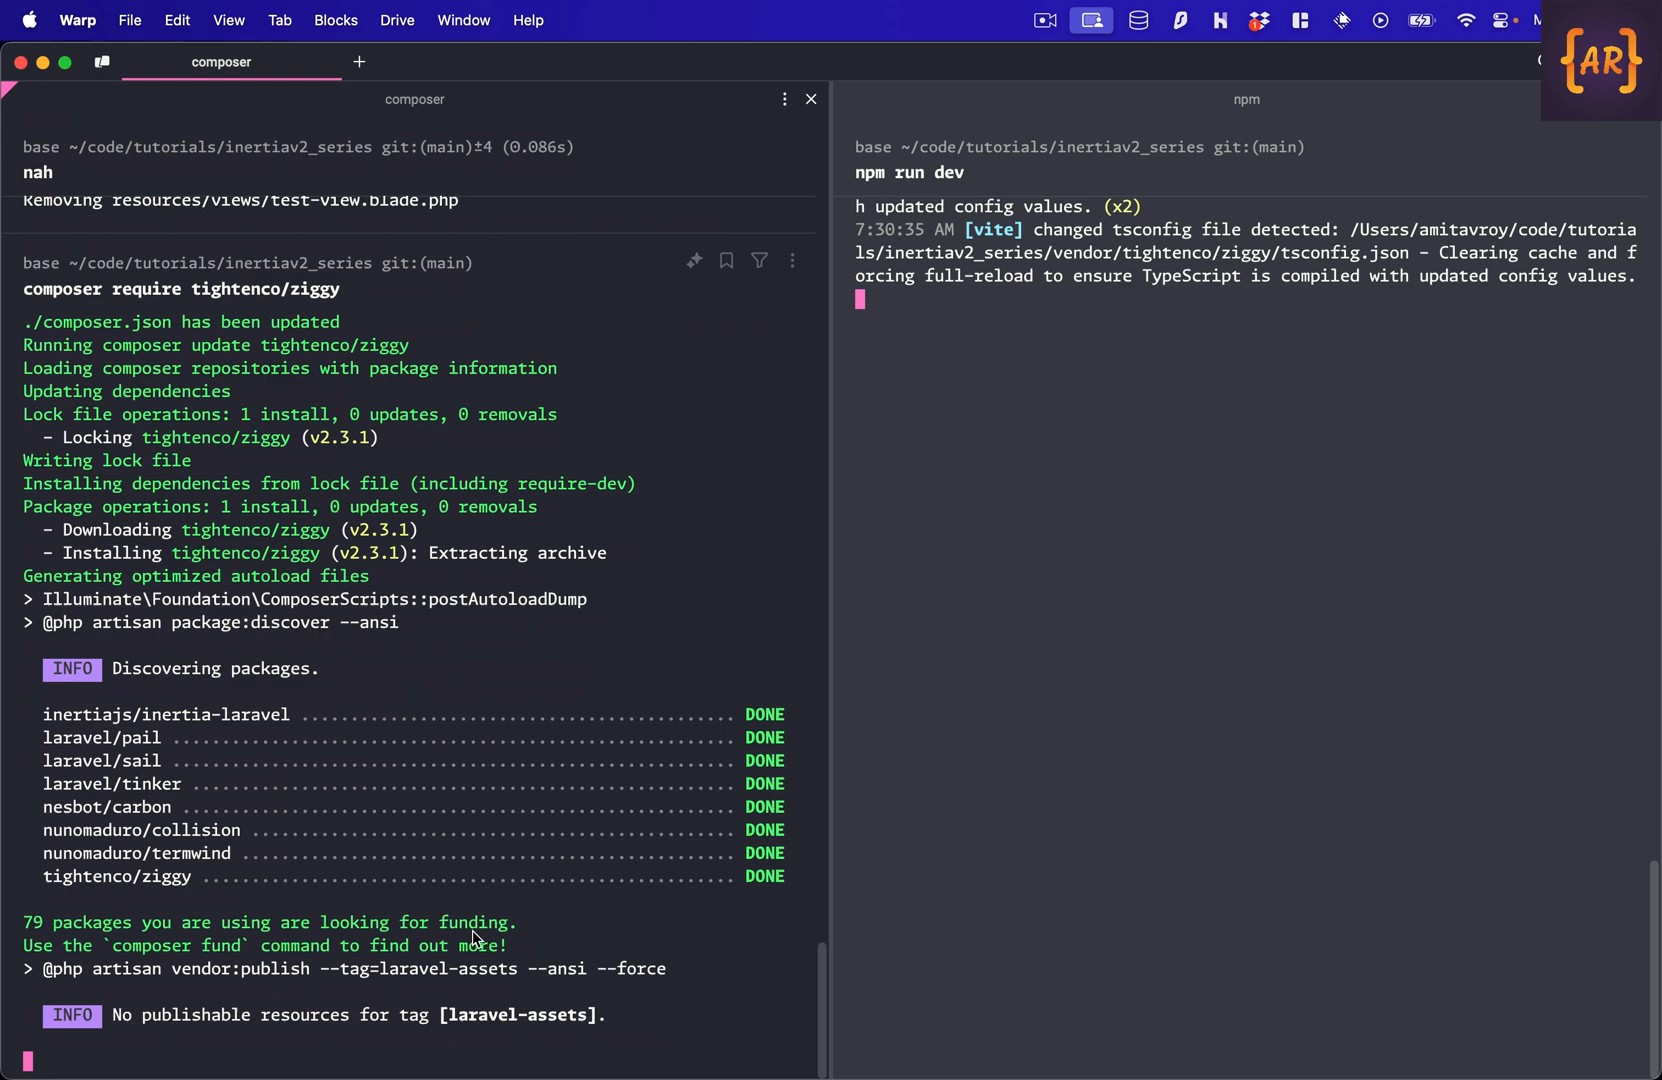 Warp File Edit View Tab Blocks Drive Window Help
composer
{AR}
composer
base ~/code/tutorials/inertiav2_series git:(main)±4 (0.086s)
nah
Removing resources/views/test-view.blade.php
base ~/code/tutorials/inertiav2_series git:(main)
composer require tightenco/ziggy
./composer.json has been updated
Running composer update tightenco/ziggy
Loading composer repositories with package information
Updating dependencies
Lock file operations: 1 install, 0 updates, 0 removals
- Locking tightenco/ziggy (v2.3.1)
Writing lock file
Installing dependencies from lock file (including require-dev)
Package operations: 1 install, 0 updates, 0 removals
- Downloading tightenco/ziggy (v2.3.1)
- Installing tightenco/ziggy (v2.3.1): Extracting archive
Generating optimized autoload files
> Illuminate\Foundation\ComposerScripts::postAutoloadDump
> @php artisan package:discover --ansi
INFO Discovering packages.
inertiajs/inertia-laravel ............................................ DONE
laravel/pail ......................................................... DONE
laravel/sail ......................................................... DONE
laravel/tinker ....................................................... DONE
nesbot/carbon ........................................................ DONE
nunomaduro/collision ................................................. DONE
nunomaduro/termwind .................................................. DONE
tightenco/ziggy ...................................................... DONE
79 packages you are using are looking for funding.
Use the `composer fund` command to find out more!
> @php artisan vendor:publish --tag=laravel-assets --ansi --force
INFO No publishable resources for tag [laravel-assets].
npm
base ~/code/tutorials/inertiav2_series git:(main)
npm run dev
h updated config values. (x2)
7:30:35 AM [vite] changed tsconfig file detected: /Users/amitavroy/code/tutoria
ls/inertiav2_series/vendor/tightenco/ziggy/tsconfig.json - Clearing cache and f
orcing full-reload to ensure TypeScript is compiled with updated config values.